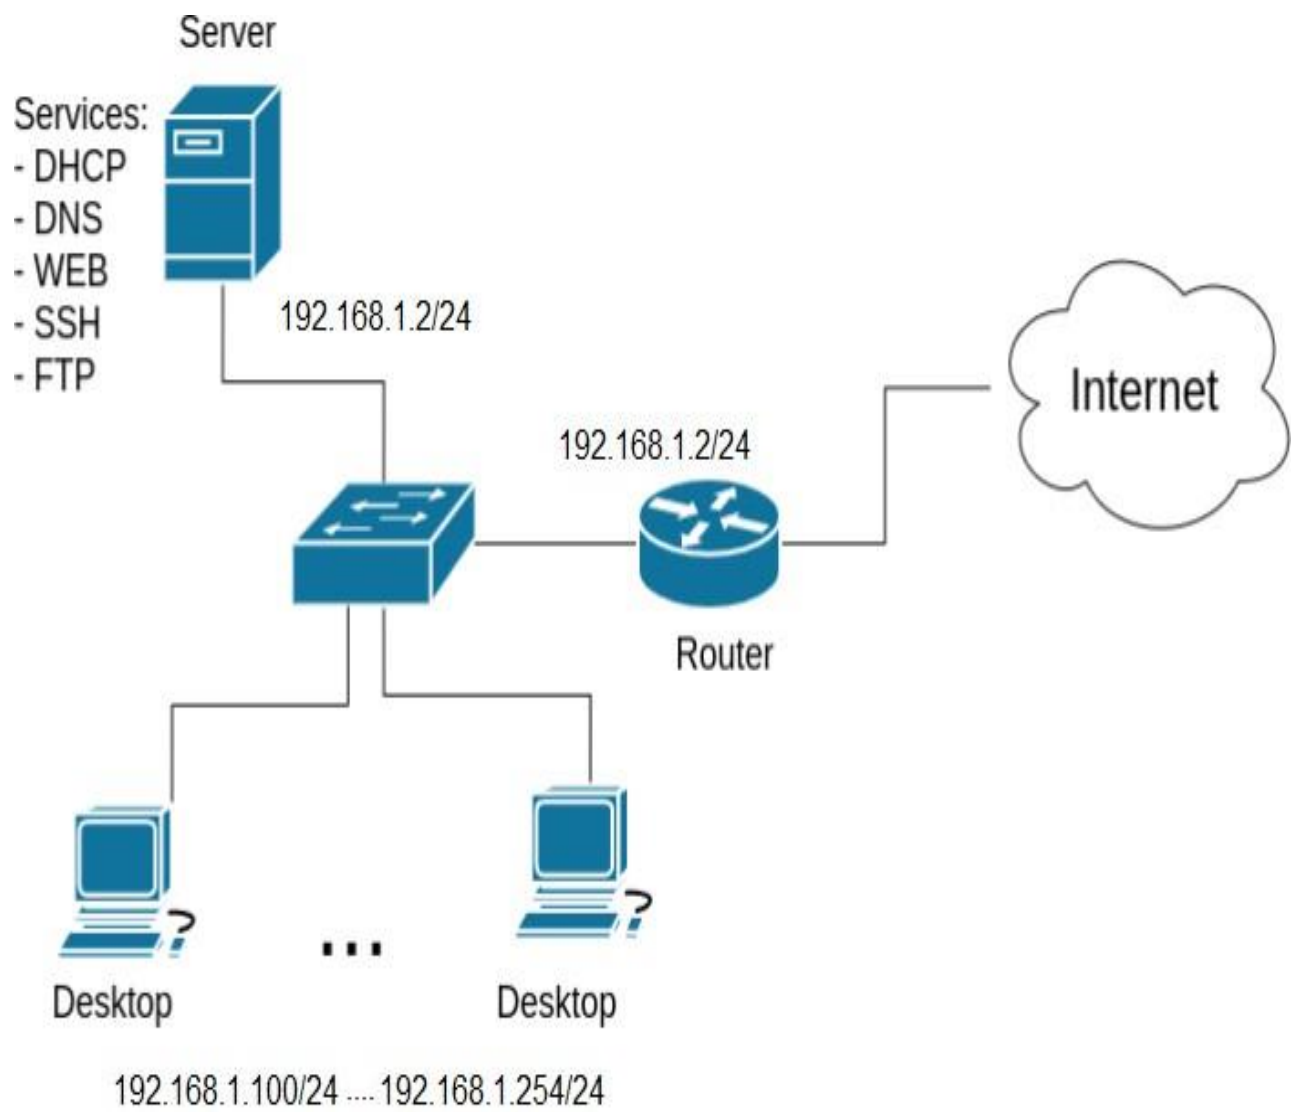 Server
Services:
- DHCP
- DNS
- WEB
- SSH
- FTP
192.168.1.2/24
192.168.1.2/24
Internet
Router
...
Desktop
Desktop
192.168.1.100/24 .... 192.168.1.254/24